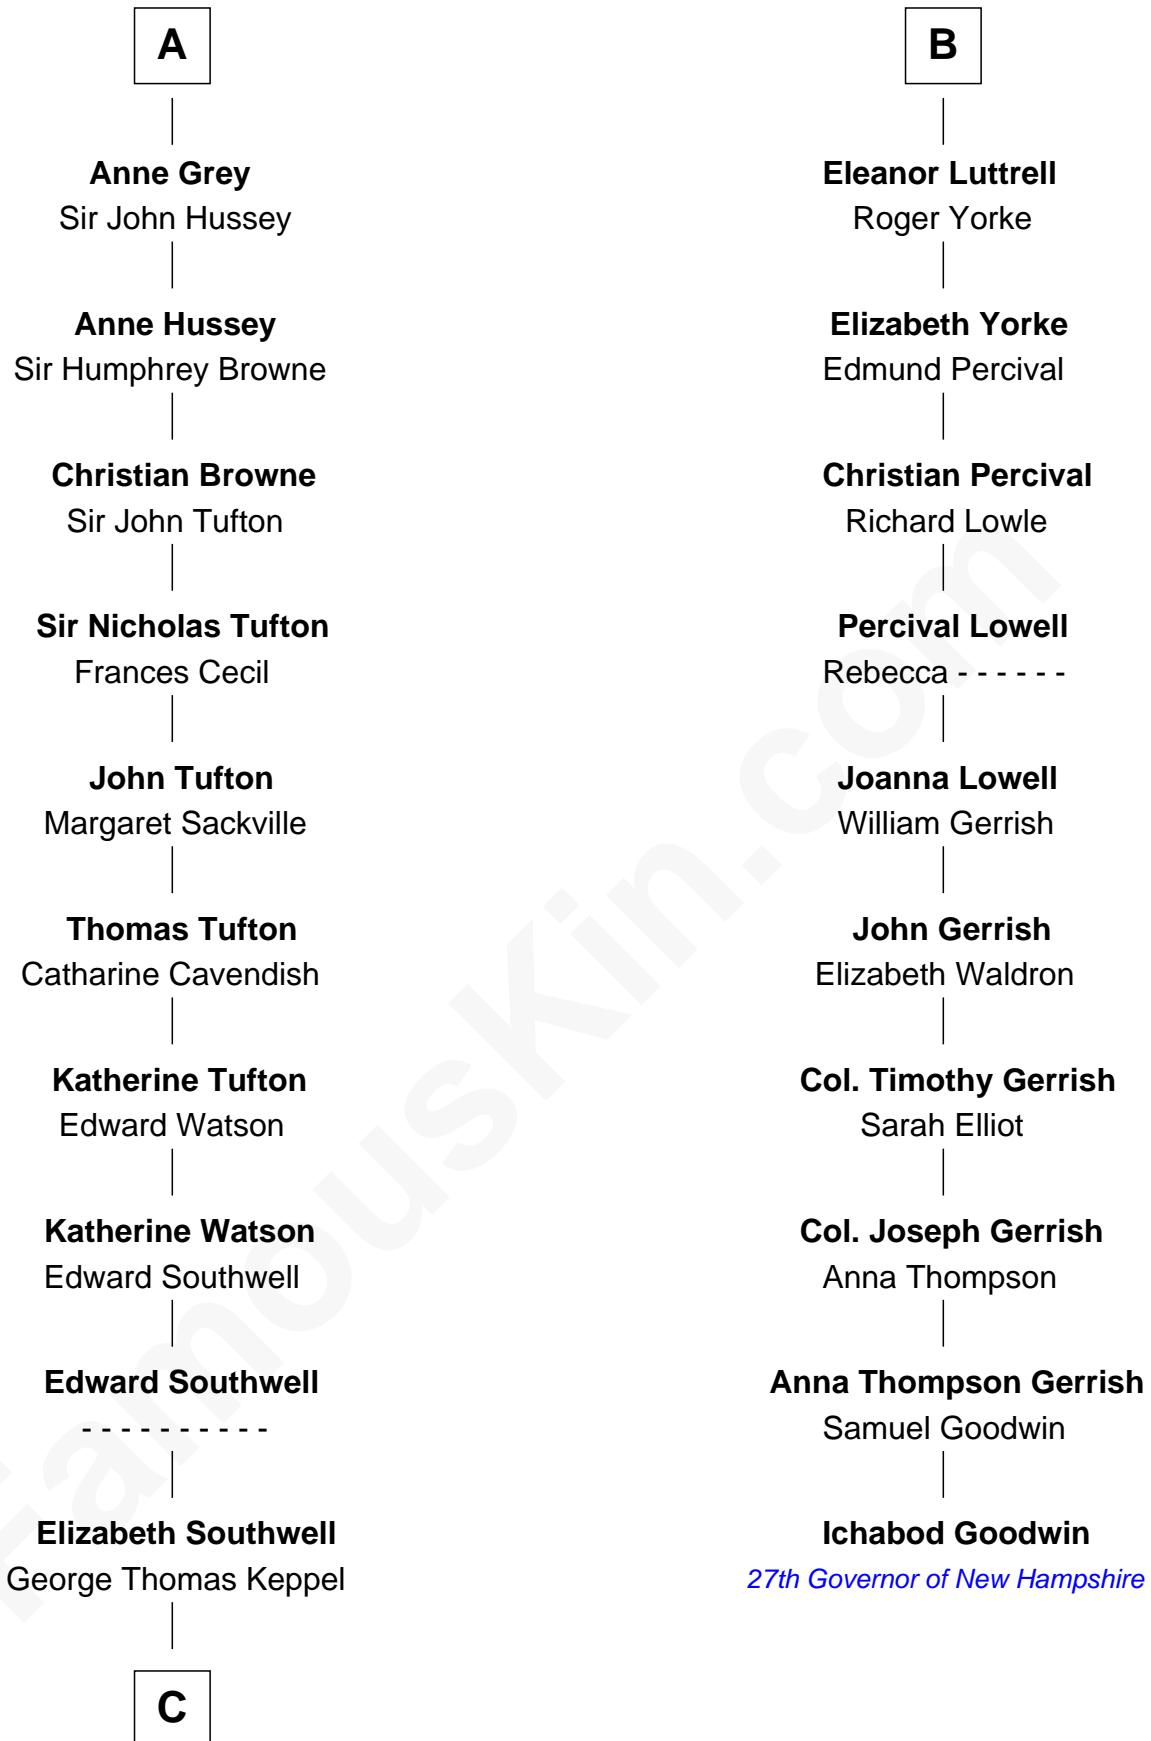 A
Anne Grey
Sir John Hussey
Anne Hussey
Sir Humphrey Browne
Christian Browne
Sir John Tufton
Sir Nicholas Tufton
Frances Cecil
John Tufton
Margaret Sackville
Thomas Tufton
Catharine Cavendish
Katherine Tufton
Edward Watson
Katherine Watson
Edward Southwell
Edward Southwell
- - - - - - - - - -
Elizabeth Southwell
George Thomas Keppel
C
B
Eleanor Luttrell
Roger Yorke
Elizabeth Yorke
Edmund Percival
Christian Percival
Richard Lowle
Percival Lowell
Rebecca - - - - - -
Joanna Lowell
William Gerrish
John Gerrish
Elizabeth Waldron
Col. Timothy Gerrish
Sarah Elliot
Col. Joseph Gerrish
Anna Thompson
Anna Thompson Gerrish
Samuel Goodwin
Ichabod Goodwin
27th Governor of New Hampshire
FamousKin.com